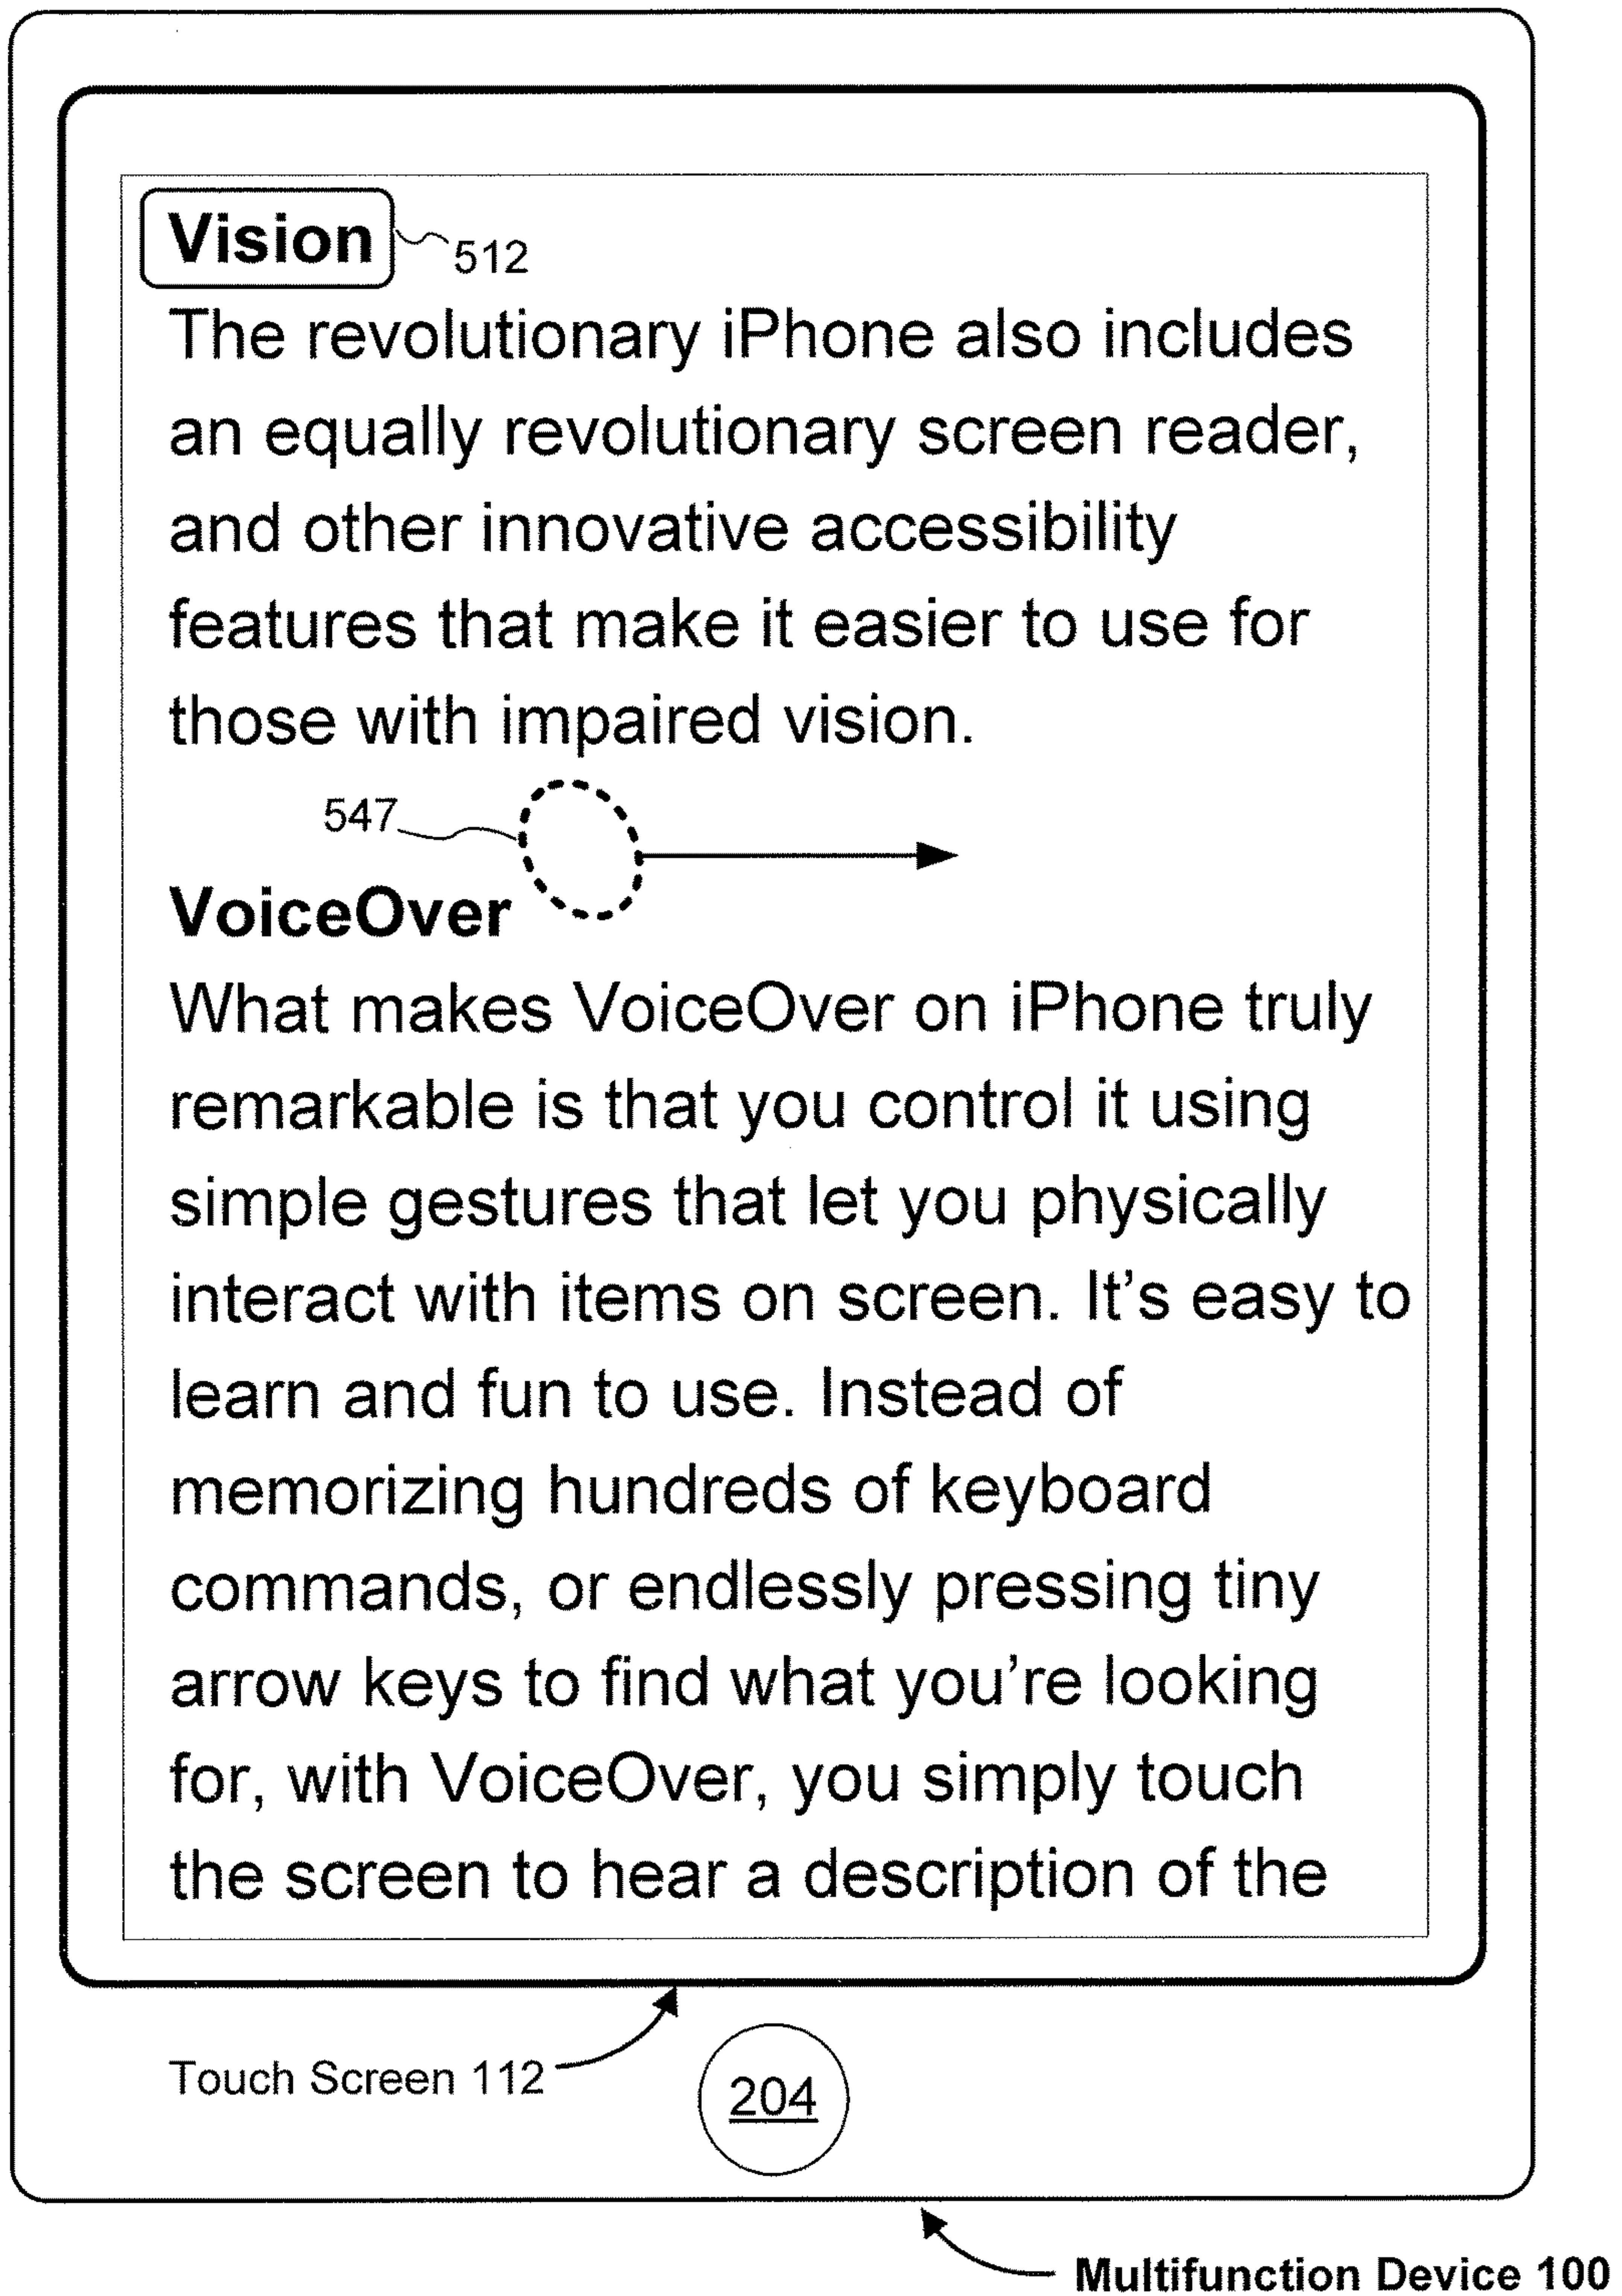 Vision
512
The revolutionary iPhone also includes
an equally revolutionary screen reader,
and other innovative accessibility
features that make it easier to use for
those with impaired vision.
547
VoiceOver
What makes VoiceOver on iPhone truly
remarkable is that you control it using
simple gestures that let you physically
interact with items on screen. It’s easy to
learn and fun to use. Instead of
memorizing hundreds of keyboard
commands, or endlessly pressing tiny
arrow keys to find what you’re looking
for, with VoiceOver, you simply touch
the screen to hear a description of the
Touch Screen 112
204
Multifunction Device 100